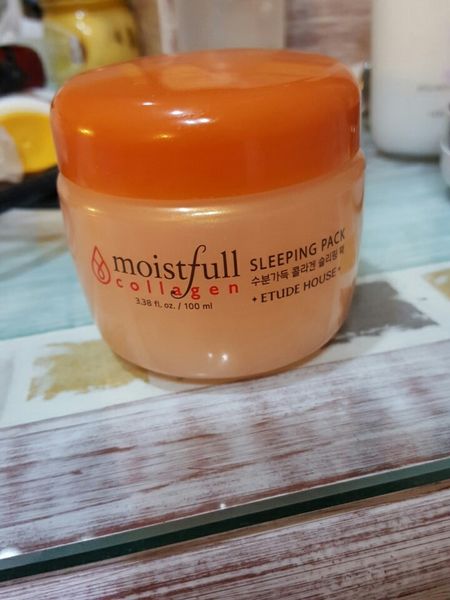 moistfull
collagen
3.38 fl. oz. / 100 ml
SLEEPING PACK
수분가득 콜라겐 슬리핑 팩
ETUDE HOUSE